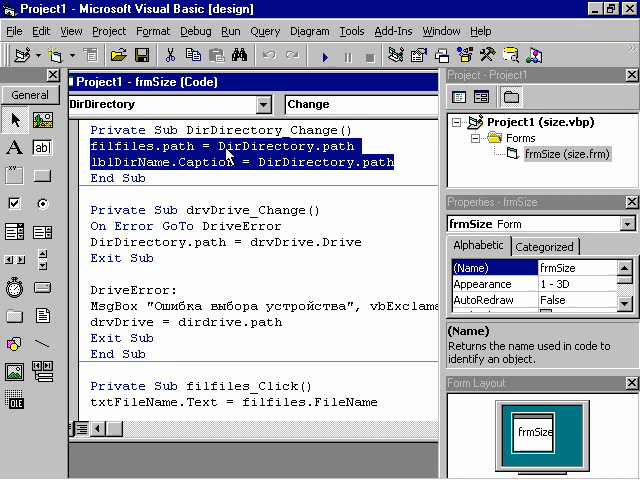 Project1 - Microsoft Visual Basic [design]
File Edit View Project Format Debug Run Query Diagram Tools Add-Ins Window Help
General
A ab|
xv
OLE
Project1 - frmSize (Code)
DirDirectory Change
Private Sub DirDirectory_Change()
filfiles.path = DirDirectory.path
lblDirName.Caption = DirDirectory.path
End Sub
Private Sub drvDrive_Change()
On Error GoTo DriveError
DirDirectory.path = drvDrive.Drive
Exit Sub
DriveError:
MsgBox "Ошибка выбора устройства", vbExclama
drvDrive = dirdrive.path
Exit Sub
End Sub
Private Sub filfiles_Click()
txtFileName.Text = filfiles.FileName
Project - Project1
Project1 (size.vbp)
Forms
frmSize (size.frm)
Properties - frmSize
frmSize Form
Alphabetic Categorized
(Name) frmSize
Appearance 1 - 3D
AutoRedraw False
(Name)
Returns the name used in code to
identify an object.
Form Layout
frmSize